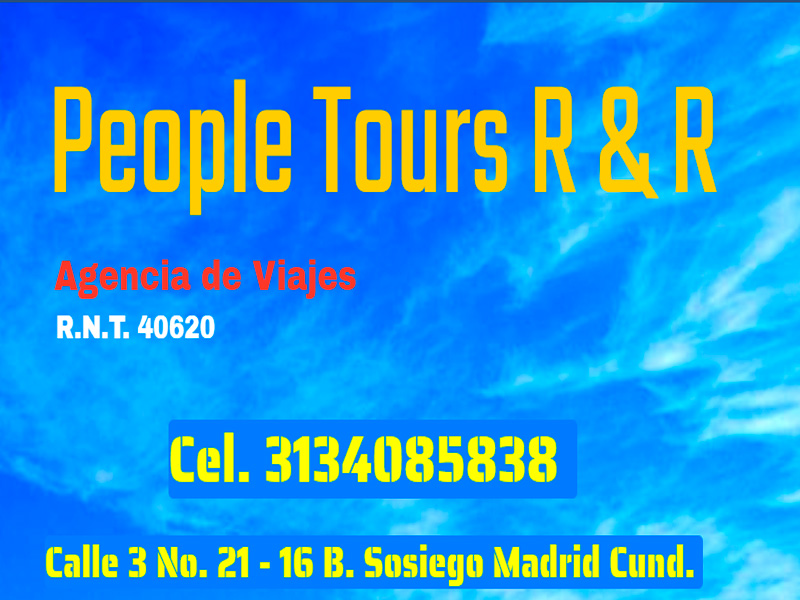 People Tours R & R
Agencia de Viajes
R.N.T. 40620
Cel. 3134085838
Calle 3 No. 21 - 16 B. Sosiego Madrid Cund.